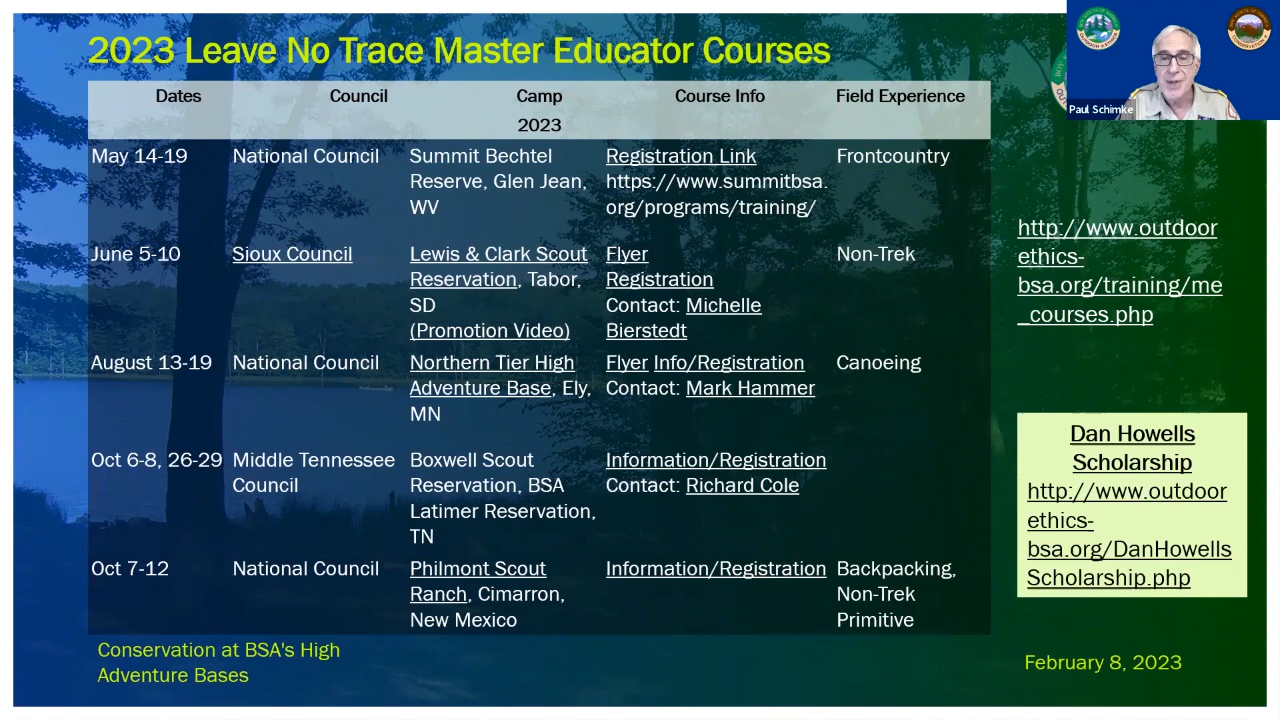 2023 Leave No Trace Master Educator Courses
Paul Schimke
Dates Council Camp Course Info Field Experience
2023
May 14-19 National Council Summit Bechtel Registration Link Frontcountry
Reserve, Glen Jean, https://www.summitbsa.
WV org/programs/training/
June 5-10 Sioux Council Lewis & Clark Scout Flyer Non-Trek
Reservation, Tabor, Registration
SD Contact: Michelle
(Promotion Video) Bierstedt
August 13-19 National Council Northern Tier High Flyer Info/Registration Canoeing
Adventure Base, Ely, Contact: Mark Hammer
MN
Oct 6-8, 26-29 Middle Tennessee Boxwell Scout Information/Registration
Council Reservation, BSA Contact: Richard Cole
Latimer Reservation,
TN
Oct 7-12 National Council Philmont Scout Information/Registration Backpacking,
Ranch, Cimarron, Non-Trek
New Mexico Primitive
http://www.outdoor
ethics-
bsa.org/training/me
_courses.php
Dan Howells
Scholarship
http://www.outdoor
ethics-
bsa.org/DanHowells
Scholarship.php
Conservation at BSA's High
Adventure Bases
February 8, 2023